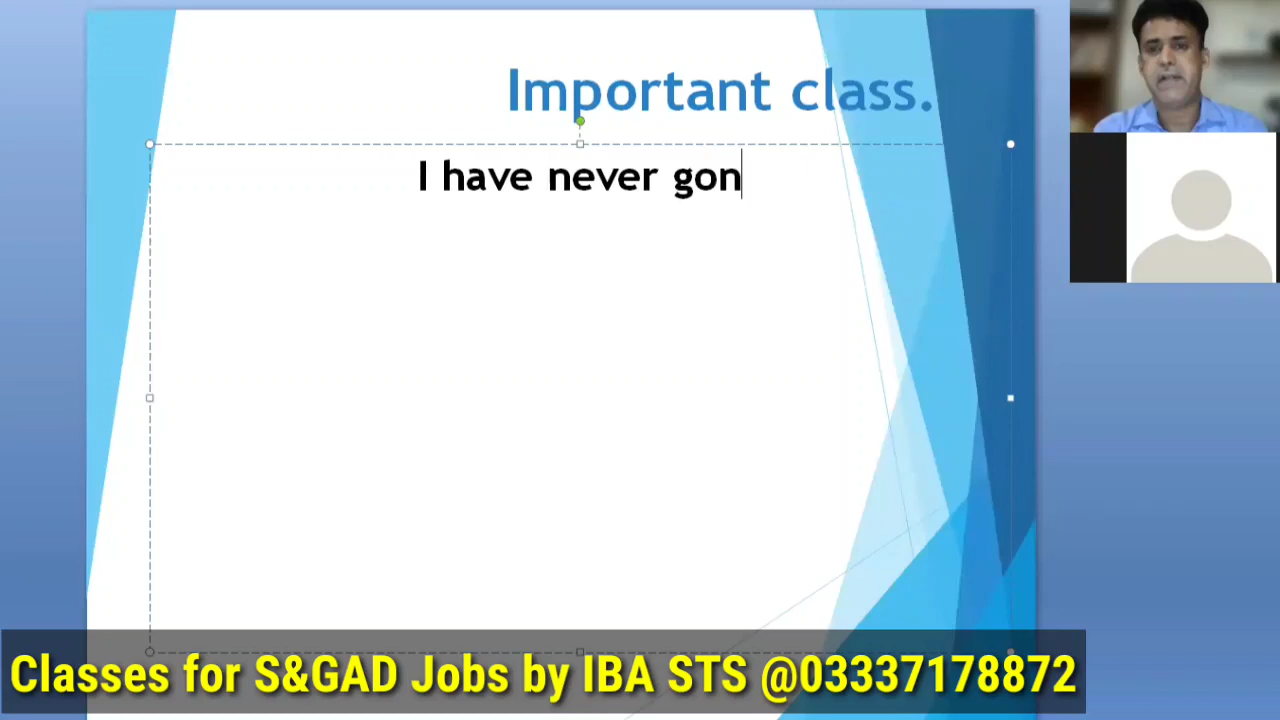 Important class.
I have never gon
Classes for S&GAD Jobs by IBA STS @03337178872